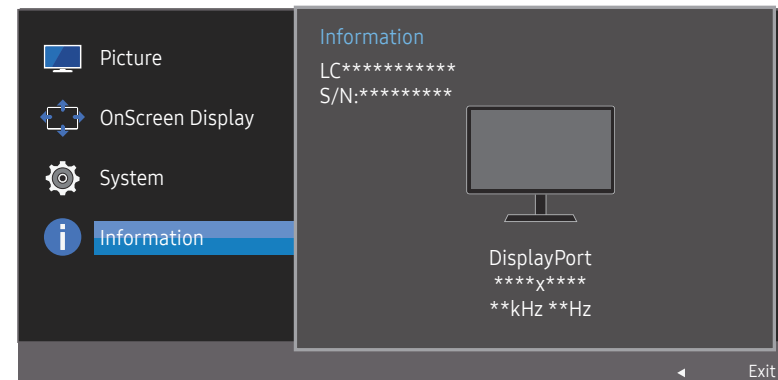 Picture
OnScreen Display
System
Information
Information
LC***********
S/N:*********
DisplayPort
****x****
**kHz **Hz
Exit